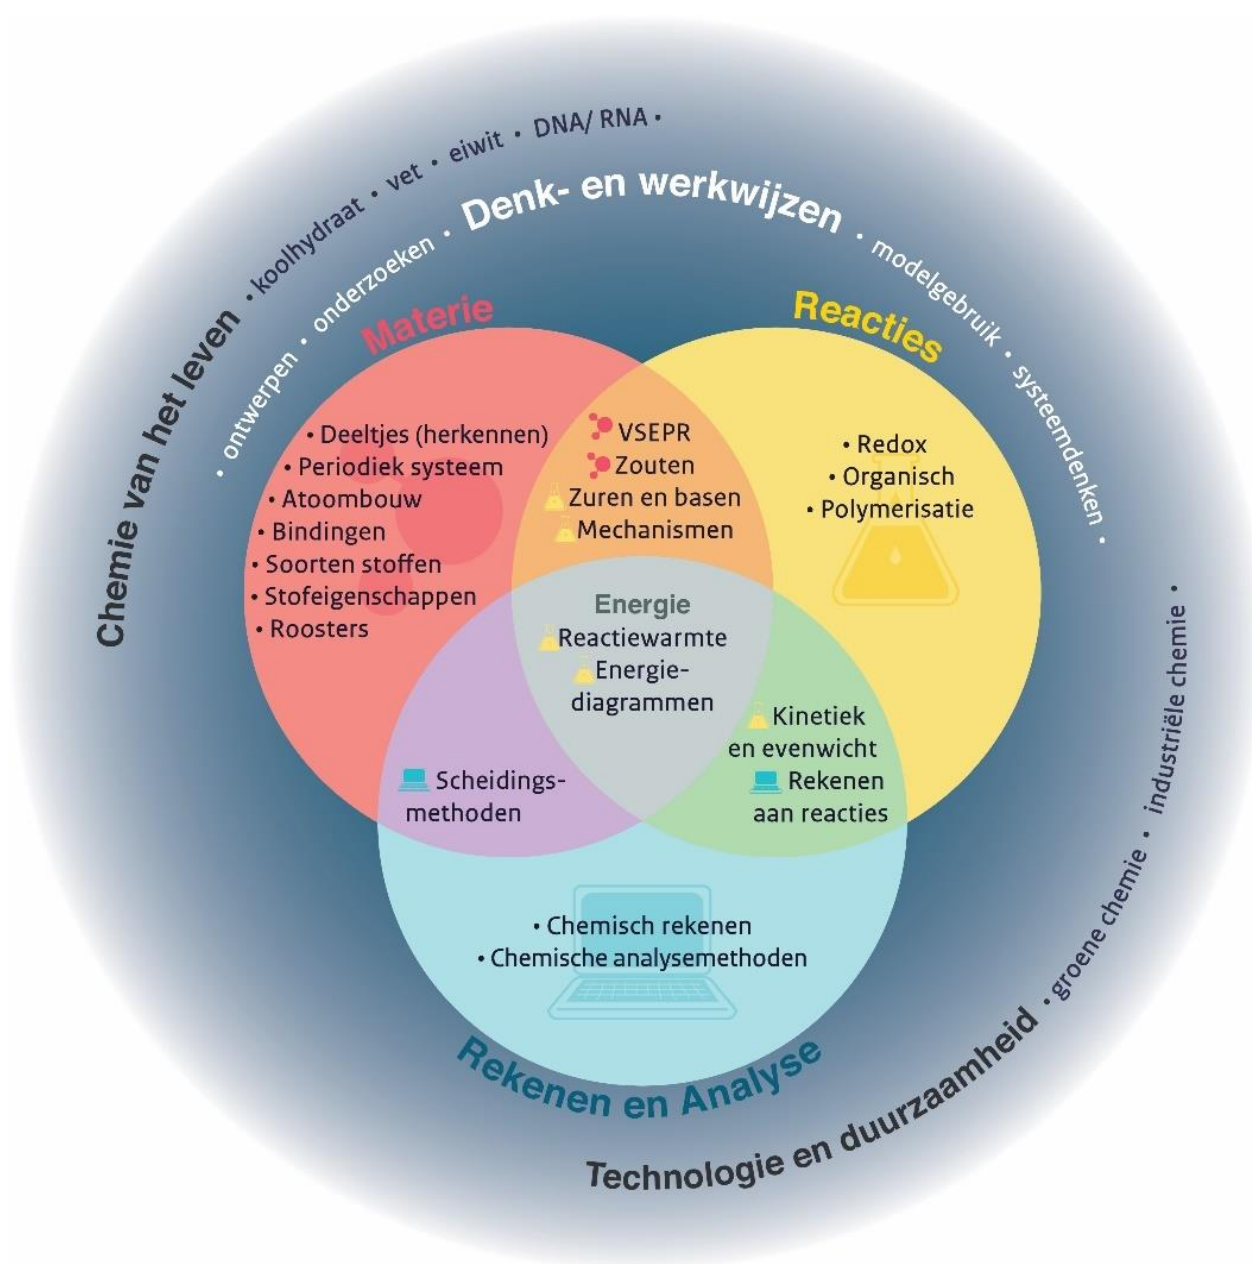 Chemie van het leven • koolhydraat • vet • eiwit • DNA/ RNA •
• ontwerpen • onderzoeken • Denk- en werkwijzen • modelgebruik • systeemdenken •
Materie
• Deeltjes (herkennen)
• Periodiek systeem
• Atoombouw
• Bindingen
• Soorten stoffen
• Stofeigenschappen
• Roosters
VSEPR
Zouten
Zuren en basen
Mechanismen
Reacties
• Redox
• Organisch
• Polymerisatie
Energie
Reactiewarmte
Energie-
diagrammen
Scheidings-
methoden
Kinetiek
en evenwicht
Rekenen
aan reacties
• Chemisch rekenen
• Chemische analysemethoden
Rekenen en Analyse
Technologie en duurzaamheid • groene chemie • industriële chemie •